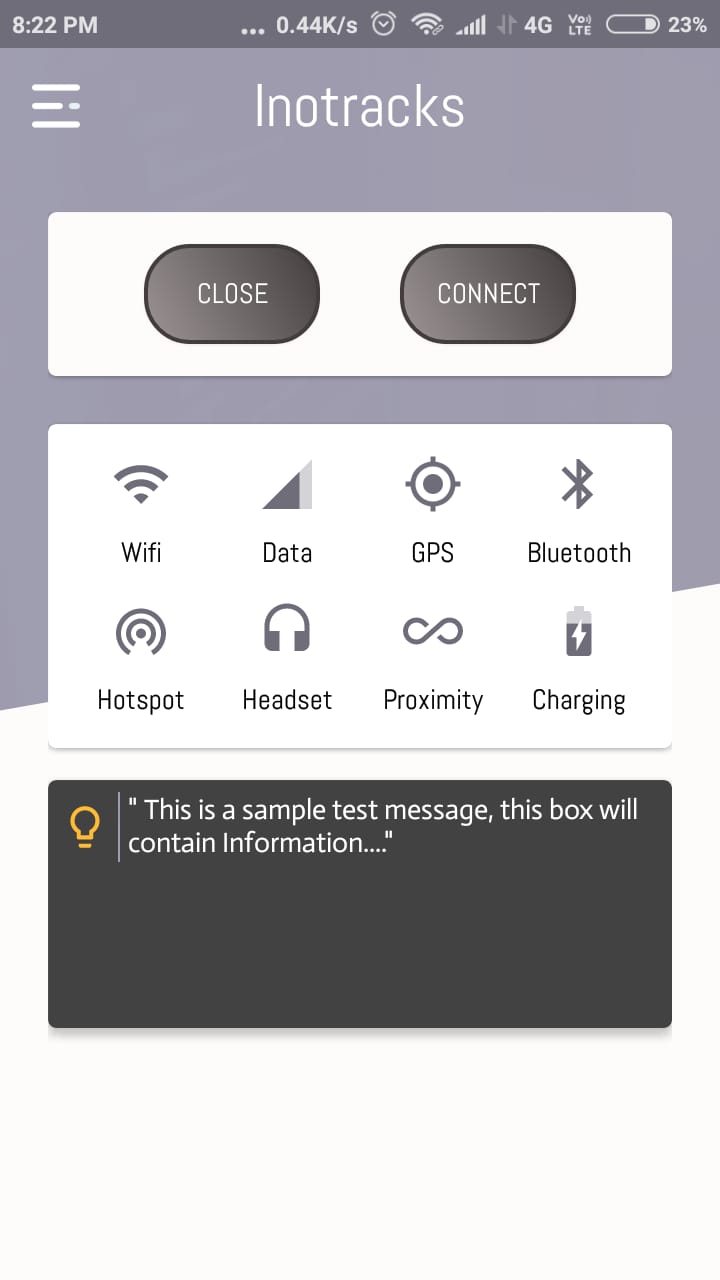 8:22 PM ... 0.44K/s 4G Vo)) LTE 23%
Inotracks
CLOSE CONNECT
Wifi Data GPS Bluetooth
Hotspot Headset Proximity Charging
" This is a sample test message, this box will
contain Information...."